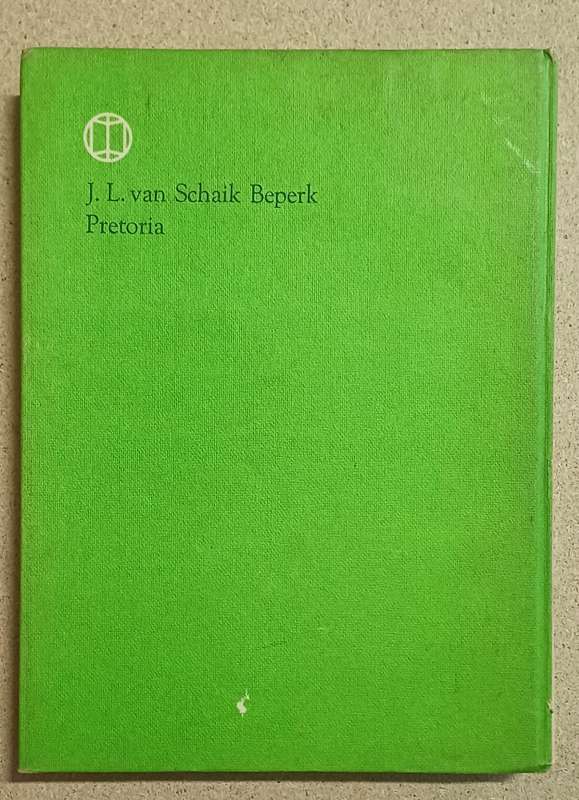 J. L. van Schaik Beperk
Pretoria